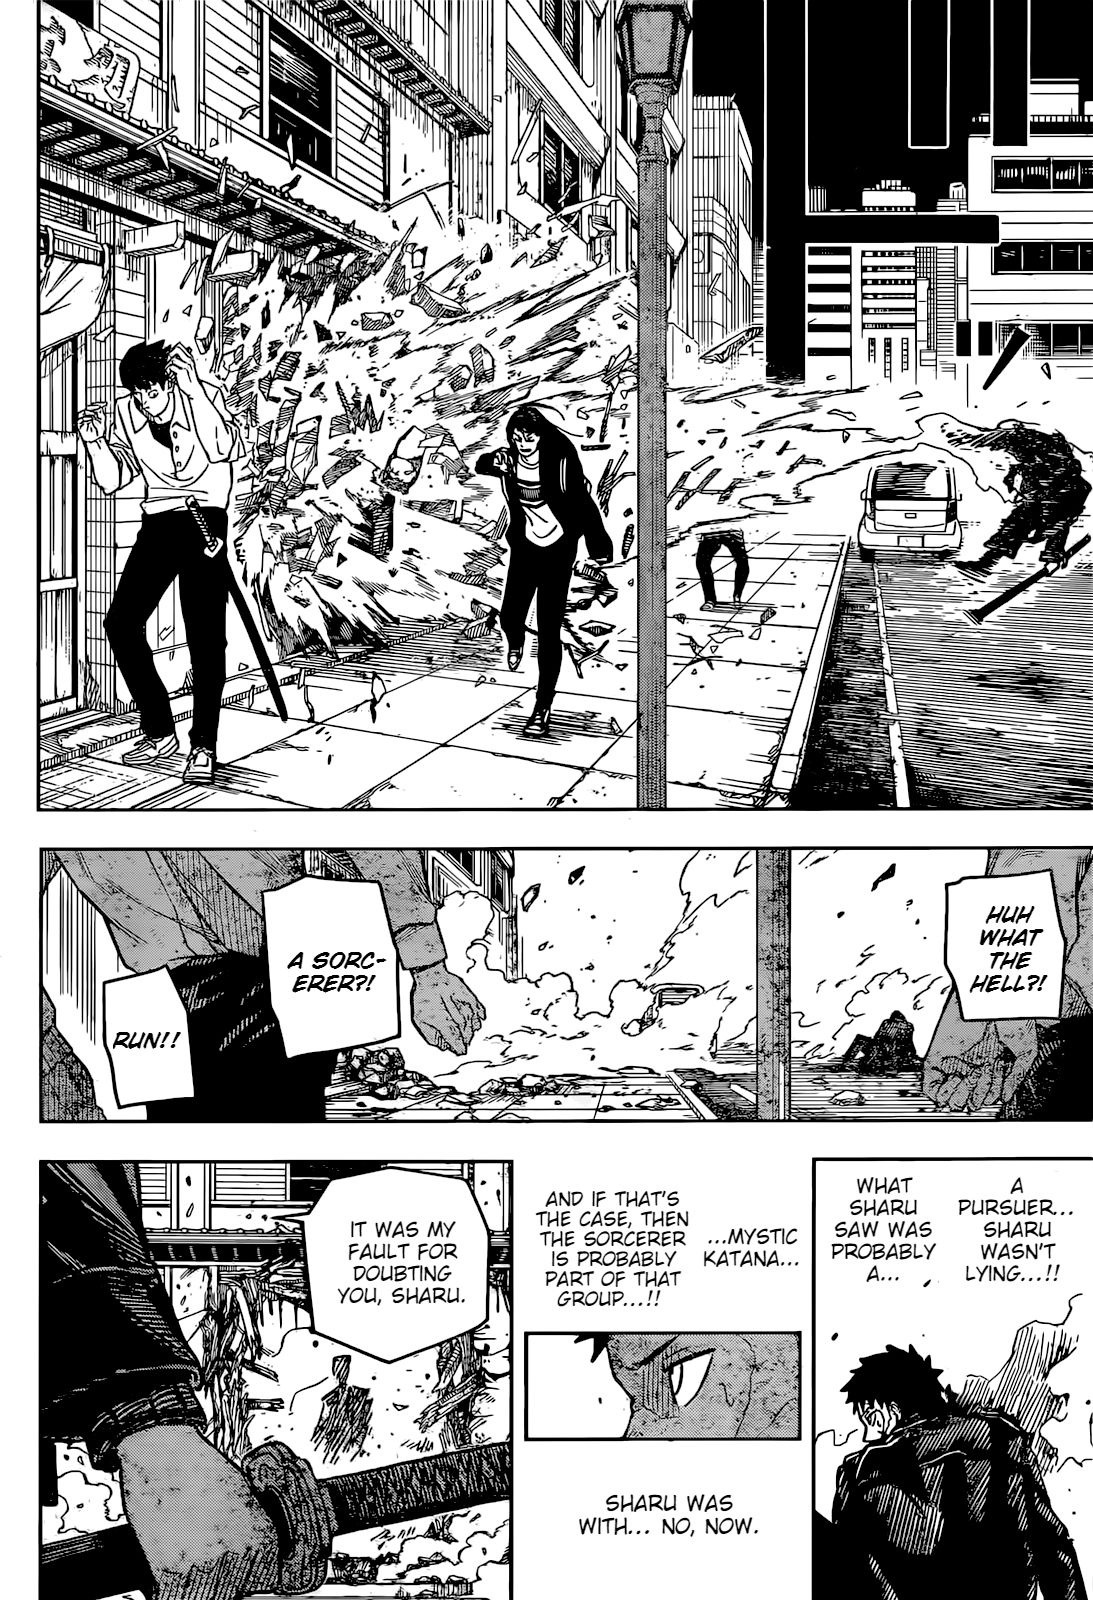 HUH
WHAT
THE
HELL?!
A SORC-
ERER?!
RUN!!
A
PURSUER...
SHARU
WASN'T
LYING...!!
WHAT
SHARU
SAW WAS
PROBABLY
A...
...MYSTIC
KATANA...
AND IF THAT'S
THE CASE, THEN
THE SORCERER
IS PROBABLY
PART OF THAT
GROUP...!!
SHARU WAS
WITH... NO, NOW.
IT WAS MY
FAULT FOR
DOUBTING
YOU, SHARU.